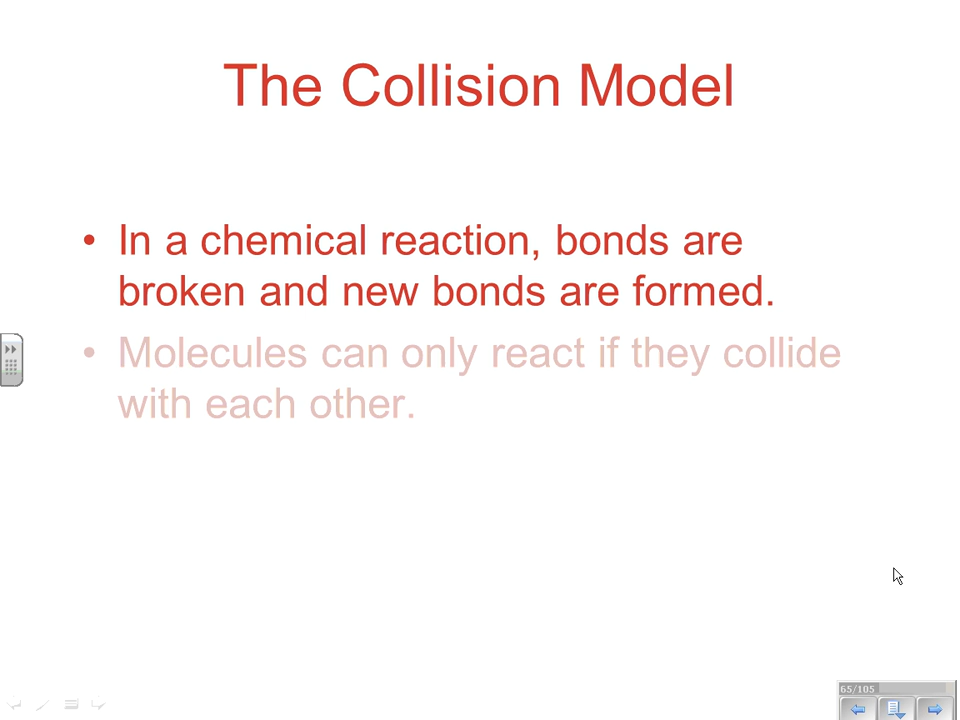 The Collision Model
• In a chemical reaction, bonds are
broken and new bonds are formed.
• Molecules can only react if they collide
with each other.
65/105